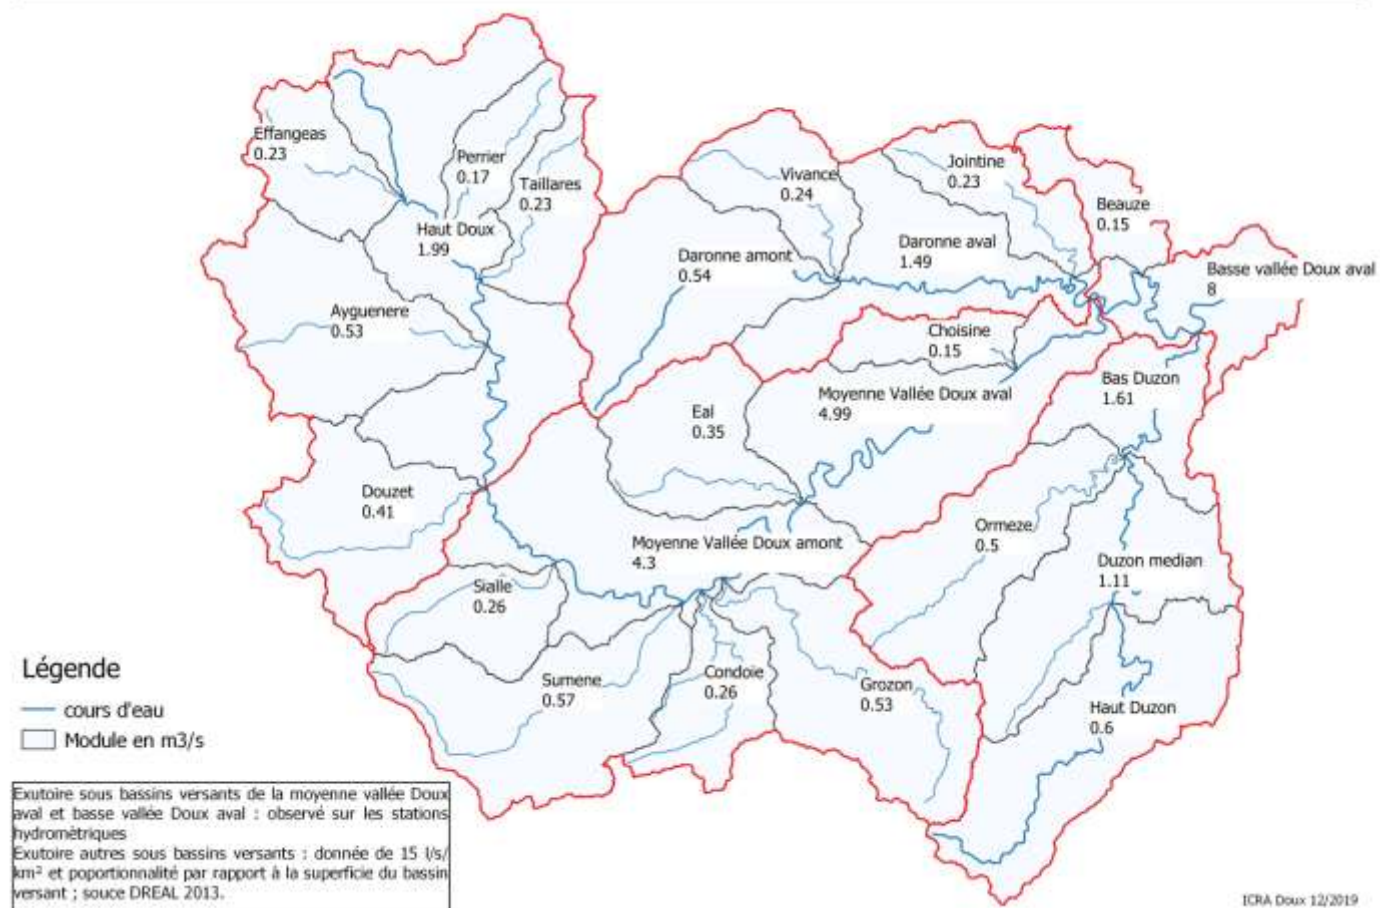 Effangeas
0.23
Perrier
0.17
Taillares
0.23
Haut Doux
1.99
Vivance
0.24
Jointine
0.23
Beauze
0.15
Daronne amont
0.54
Daronne aval
1.49
Basse vallée Doux aval
8
Ayguenere
0.53
Choisine
0.15
Moyenne Vallée Doux aval
4.99
Bas Duzon
1.61
Eal
0.35
Douzet
0.41
Ormeze
0.5
Moyenne Vallée Doux amont
4.3
Duzon median
1.11
Sialle
0.26
Sumene
0.57
Condoie
0.26
Grozon
0.53
Haut Duzon
0.6
Légende
cours d'eau
Module en m3/s
Exutoire sous bassins versants de la moyenne vallée Doux
aval et basse vallée Doux aval : observé sur les stations
hydrométriques
Exutoire autres sous bassins versants : donnée de 15 l/s/
km² et poportionnalité par rapport à la superficie du bassin
versant ; souce DREAL 2013.
ICRA Doux 12/2019